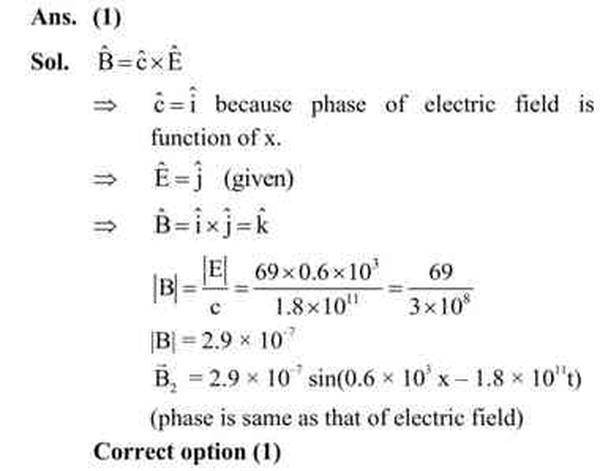 Ans. (1)
Sol. B̂ = ĉ × Ê
⇒ ĉ = î because phase of electric field is
function of x.
⇒ Ê = ĵ (given)
⇒ B̂ = î × ĵ = k̂
|B| = |E|/c = 69 × 0.6 × 10³ / 1.8 × 10¹¹ = 69 / 3 × 10⁸
|B| = 2.9 × 10⁻⁷
B⃗₂ = 2.9 × 10⁻⁷ sin(0.6 × 10³ x – 1.8 × 10¹¹t)
(phase is same as that of electric field)
Correct option (1)